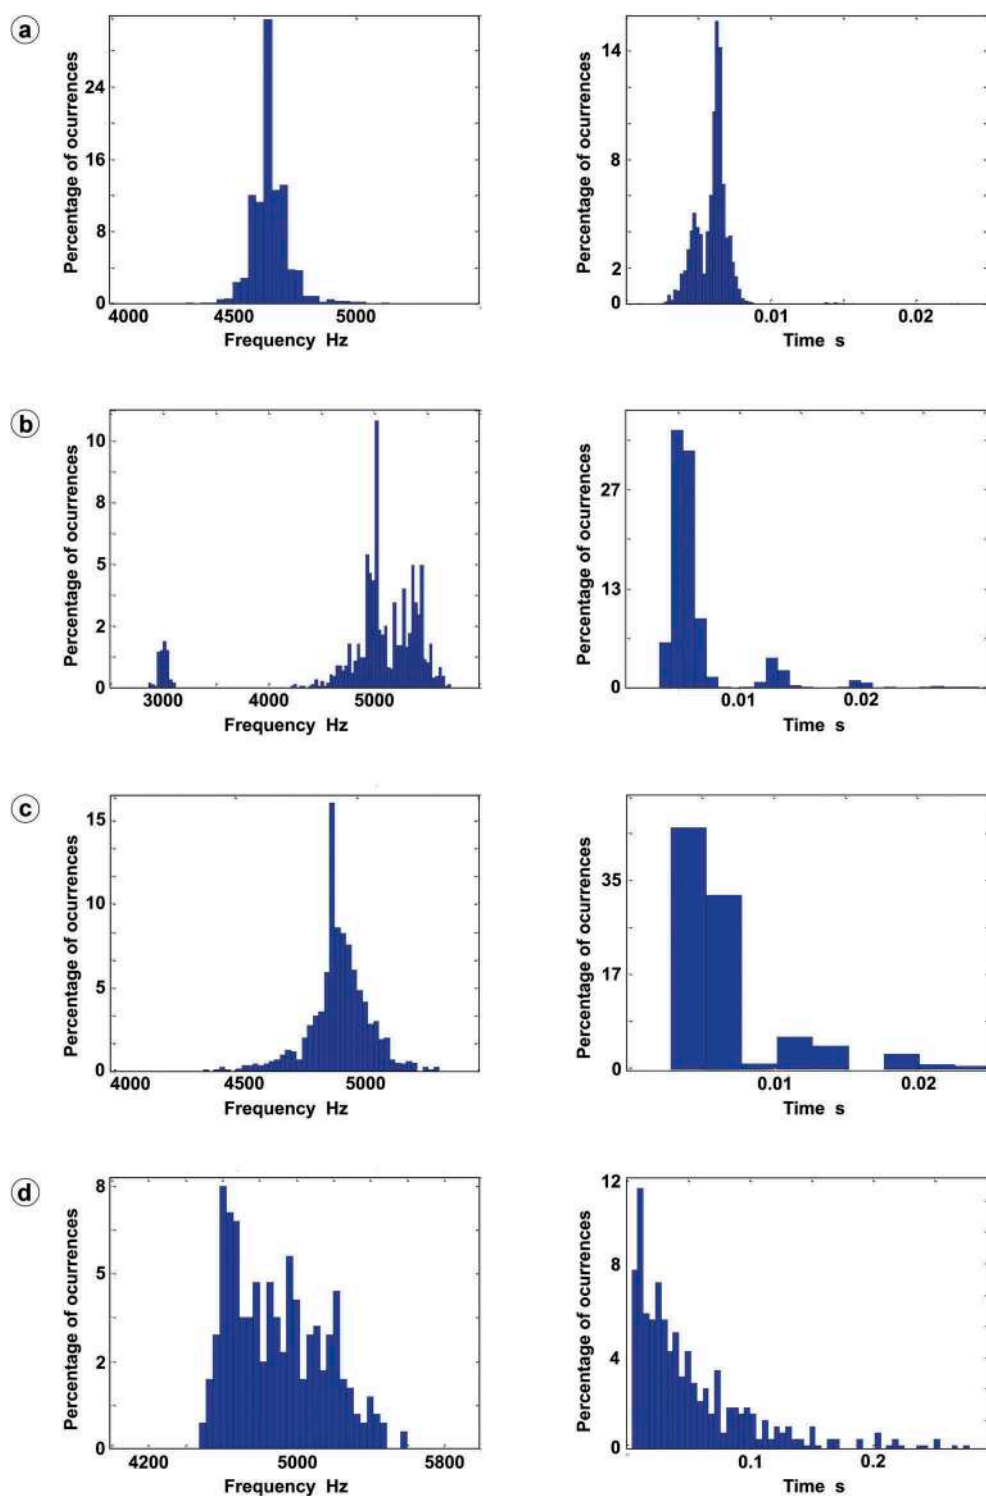 a
Percentage of ocurrences
24
16
8
0
4000 4500 5000
Frequency Hz
Percentage of ocurrences
14
8
2
0
0.01 0.02
Time s
b
Percentage of ocurrences
10
8
5
2
0
3000 4000 5000
Frequency Hz
Percentage of ocurrences
27
13
0
0.01 0.02
Time s
c
Percentage of ocurrences
15
10
5
0
4000 4500 5000
Frequency Hz
Percentage of ocurrences
35
17
0
0.01 0.02
Time s
d
Percentage of ocurrences
8
5
2
0
4200 5000 5800
Frequency Hz
Percentage of ocurrences
12
8
4
0
0.1 0.2
Time s